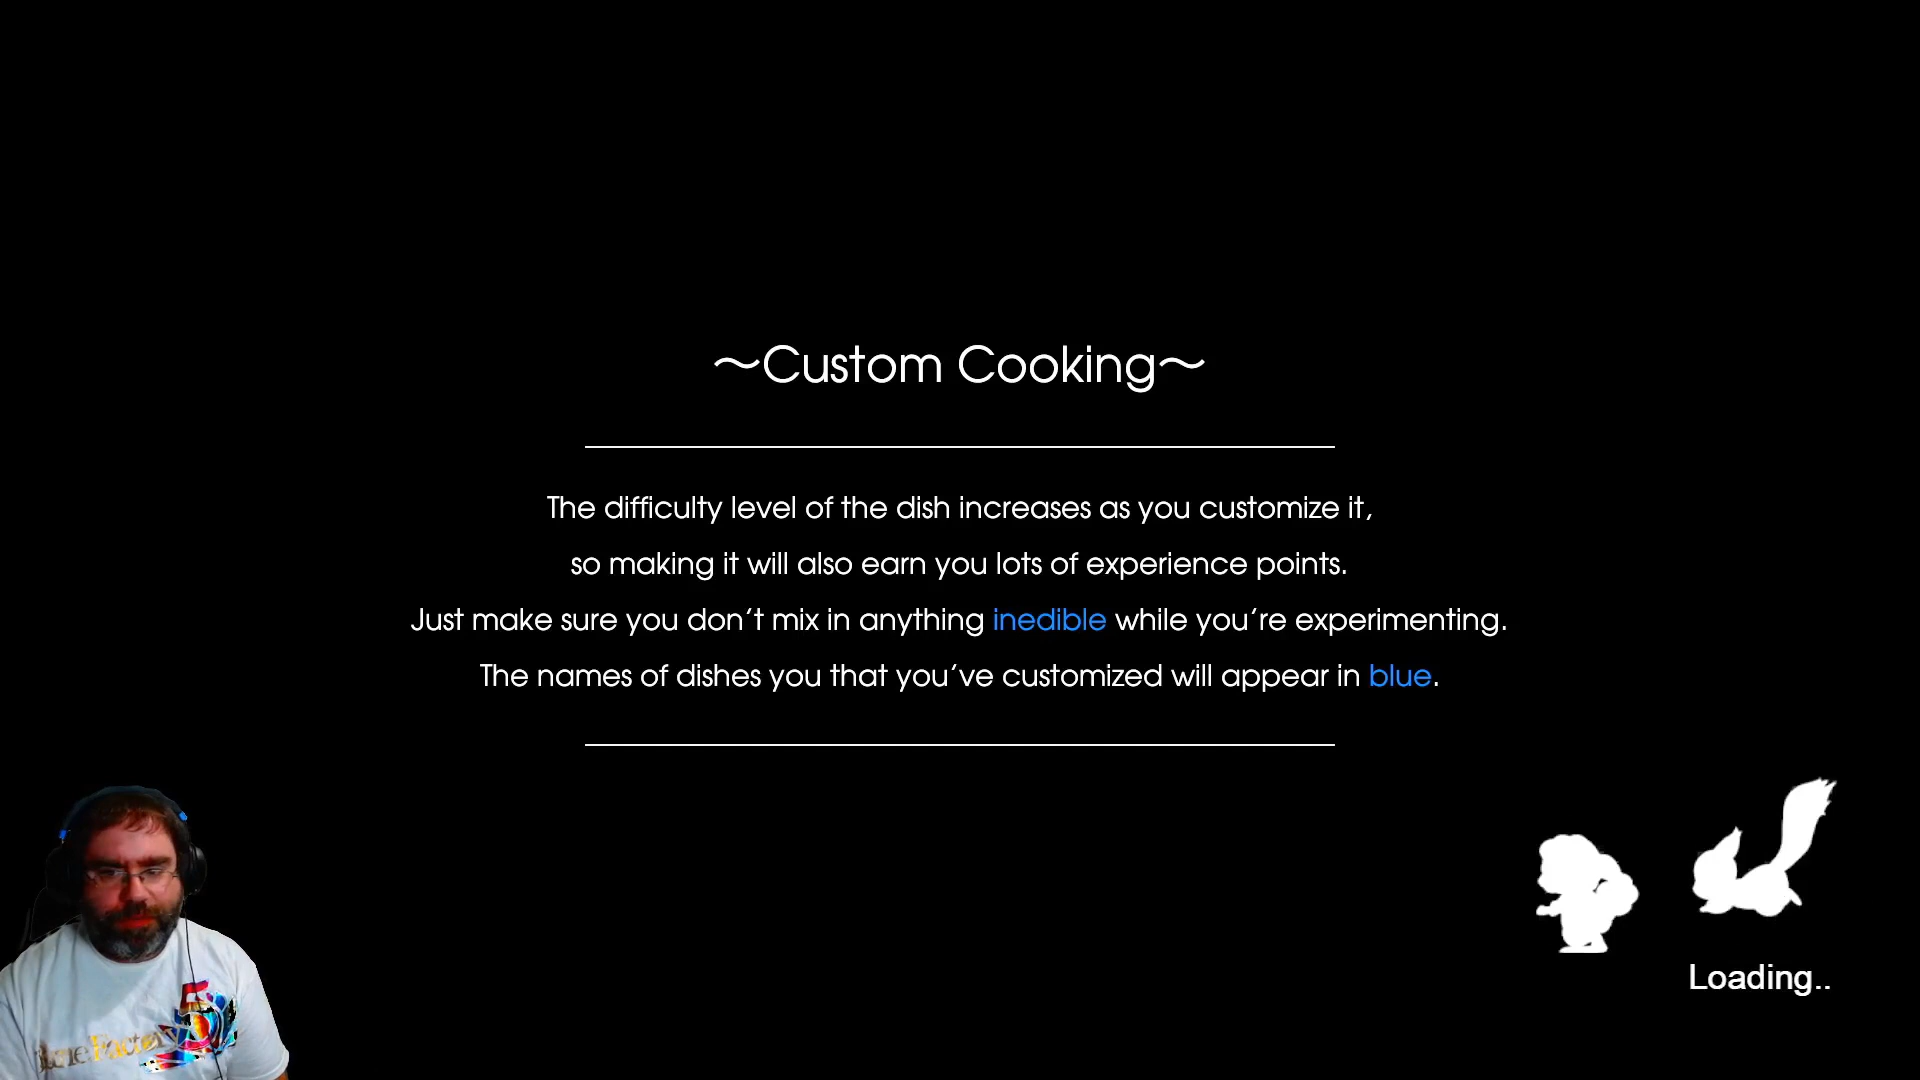 ～Custom Cooking～
The difficulty level of the dish increases as you customize it,
so making it will also earn you lots of experience points.
Just make sure you don’t mix in anything inedible while you’re experimenting.
The names of dishes you that you’ve customized will appear in blue.
Loading..
Factory
5